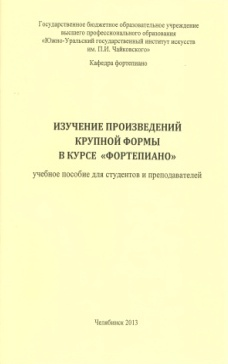 Государственное бюджетное образовательное учреждение
высшего профессионального образования
«Южно-Уральский государственный институт искусств
им. П.И. Чайковского»
Кафедра фортепиано
ИЗУЧЕНИЕ ПРОИЗВЕДЕНИЙ
КРУПНОЙ ФОРМЫ
В КУРСЕ «ФОРТЕПИАНО»
учебное пособие для студентов и преподавателей
Челябинск 2013